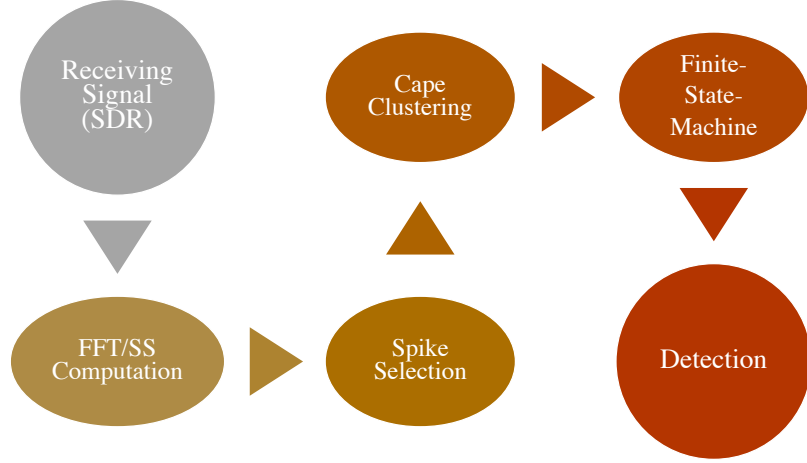 Receiving
Signal
(SDR)
FFT/SS
Computation
Spike
Selection
Cape
Clustering
Finite-
State-
Machine
Detection